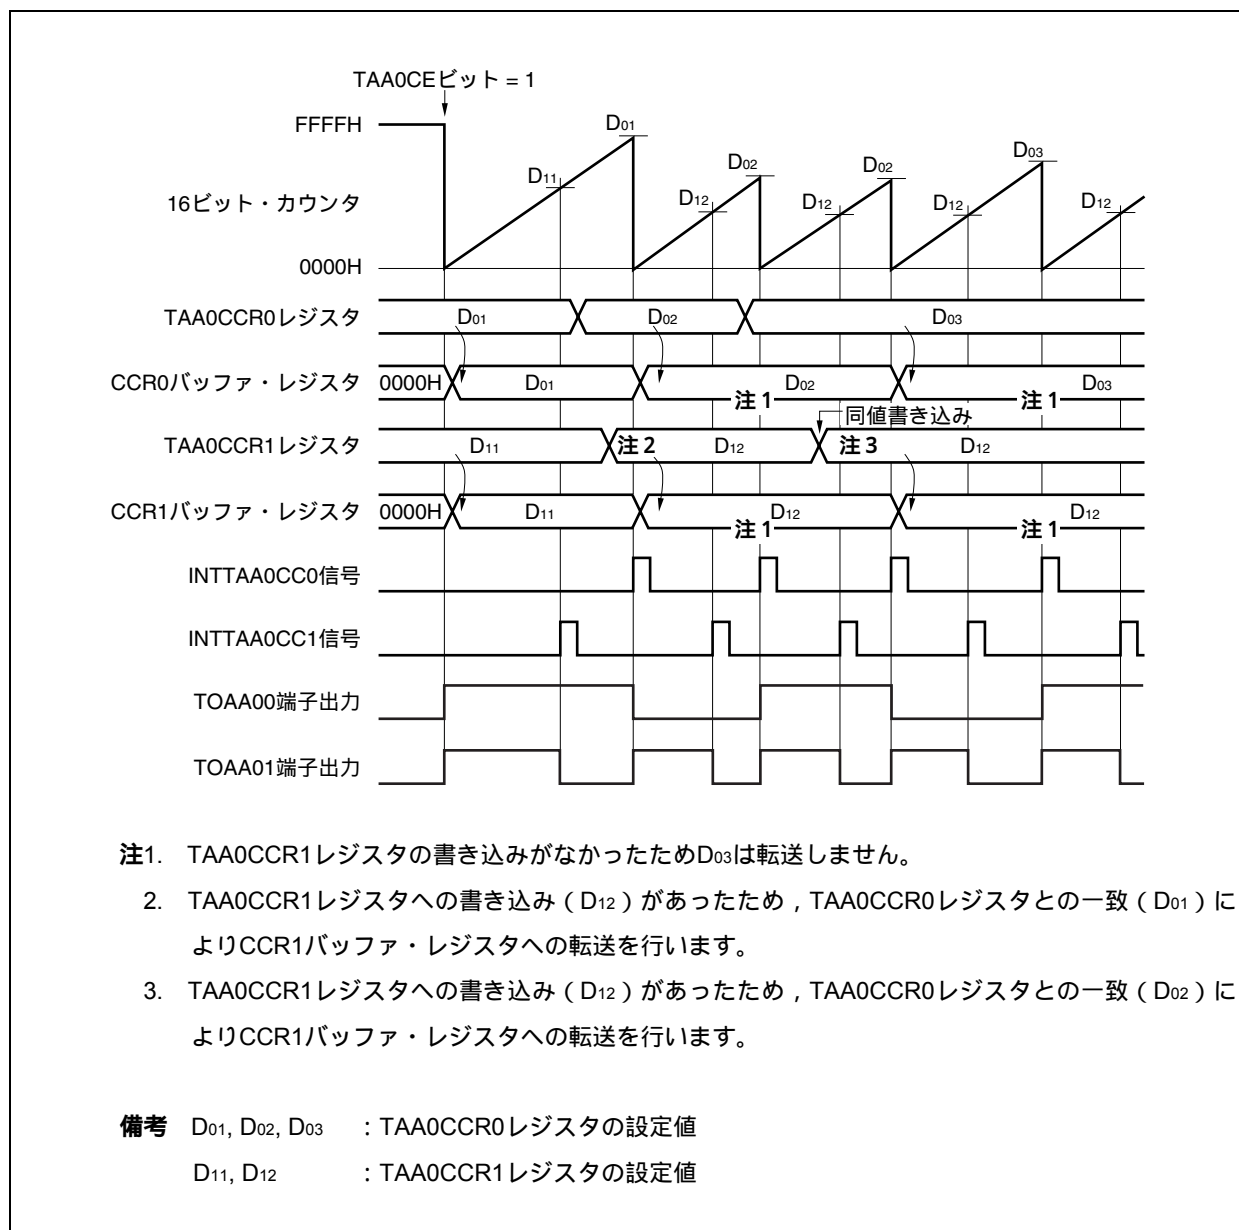 TAA0CEビット = 1
FFFFH
D01
D11
D02
D02
D03
16ビット・カウンタ
D12
D12
D12
D12
0000H
TAA0CCR0レジスタ
D01
D02
D03
CCR0バッファ・レジスタ
0000H
D01
D02
D03
注1
注1
同値書き込み
TAA0CCR1レジスタ
D11
注2
D12
注3
D12
CCR1バッファ・レジスタ
0000H
D11
D12
D12
注1
注1
INTTAA0CC0信号
INTTAA0CC1信号
TOAA00端子出力
TOAA01端子出力
注1. TAA0CCR1レジスタの書き込みがなかったためD03は転送しません。
2. TAA0CCR1レジスタへの書き込み（D12）があったため，TAA0CCR0レジスタとの一致（D01）に
よりCCR1バッファ・レジスタへの転送を行います。
3. TAA0CCR1レジスタへの書き込み（D12）があったため，TAA0CCR0レジスタとの一致（D02）に
よりCCR1バッファ・レジスタへの転送を行います。
備考 D01, D02, D03 : TAA0CCR0レジスタの設定値
D11, D12 : TAA0CCR1レジスタの設定値